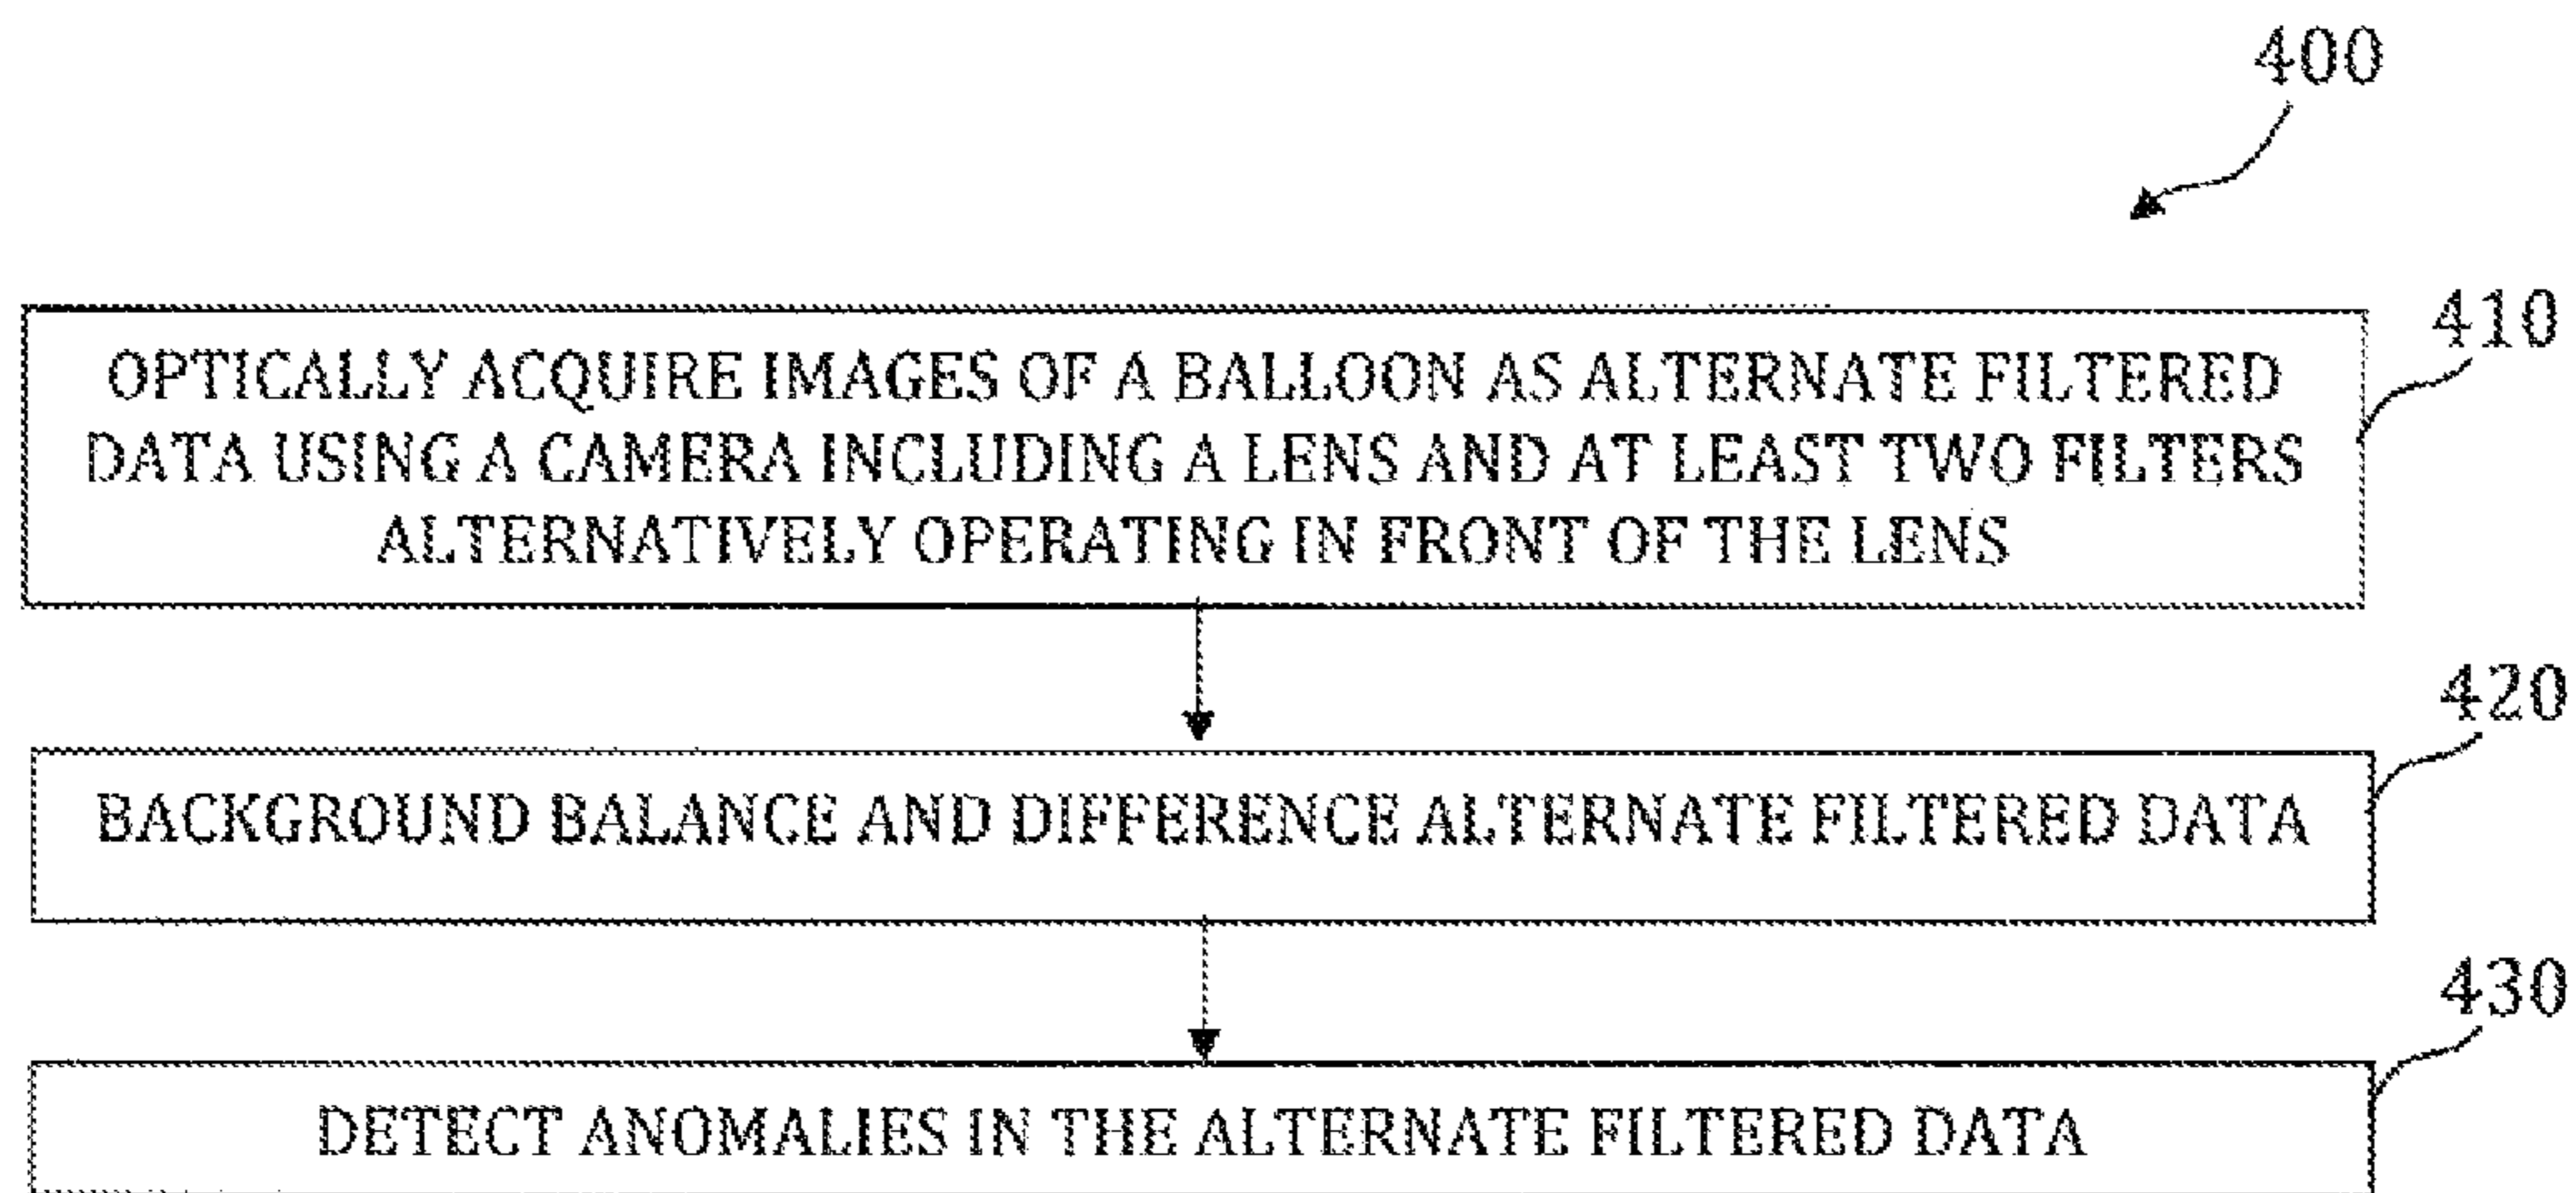 400
410
OPTICALLY ACQUIRE IMAGES OF A BALLOON AS ALTERNATE FILTERED
DATA USING A CAMERA INCLUDING A LENS AND AT LEAST TWO FILTERS
ALTERNATIVELY OPERATING IN FRONT OF THE LENS
420
BACKGROUND BALANCE AND DIFFERENCE ALTERNATE FILTERED DATA
430
DETECT ANOMALIES IN THE ALTERNATE FILTERED DATA